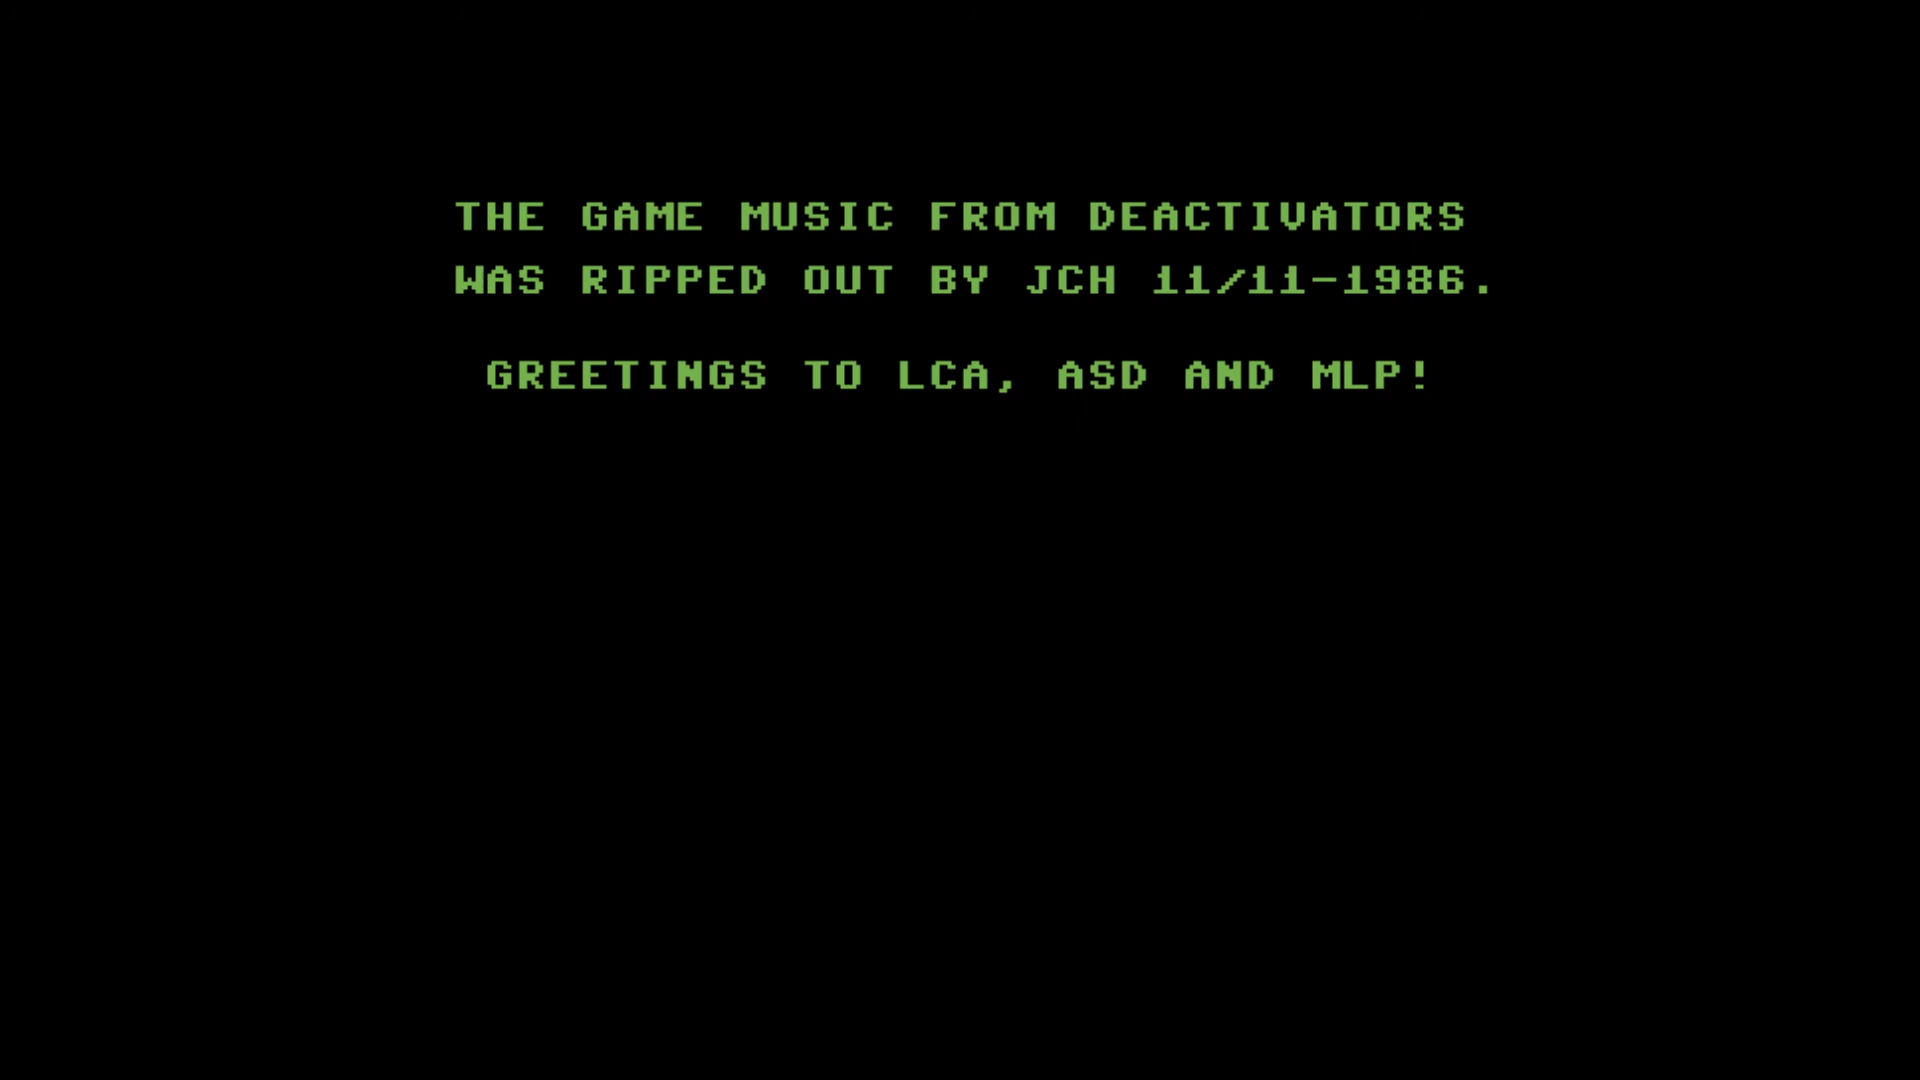 THE GAME MUSIC FROM DEACTIVATORS
WAS RIPPED OUT BY JCH 11/11-1986.
GREETINGS TO LCA, ASD AND MLP!